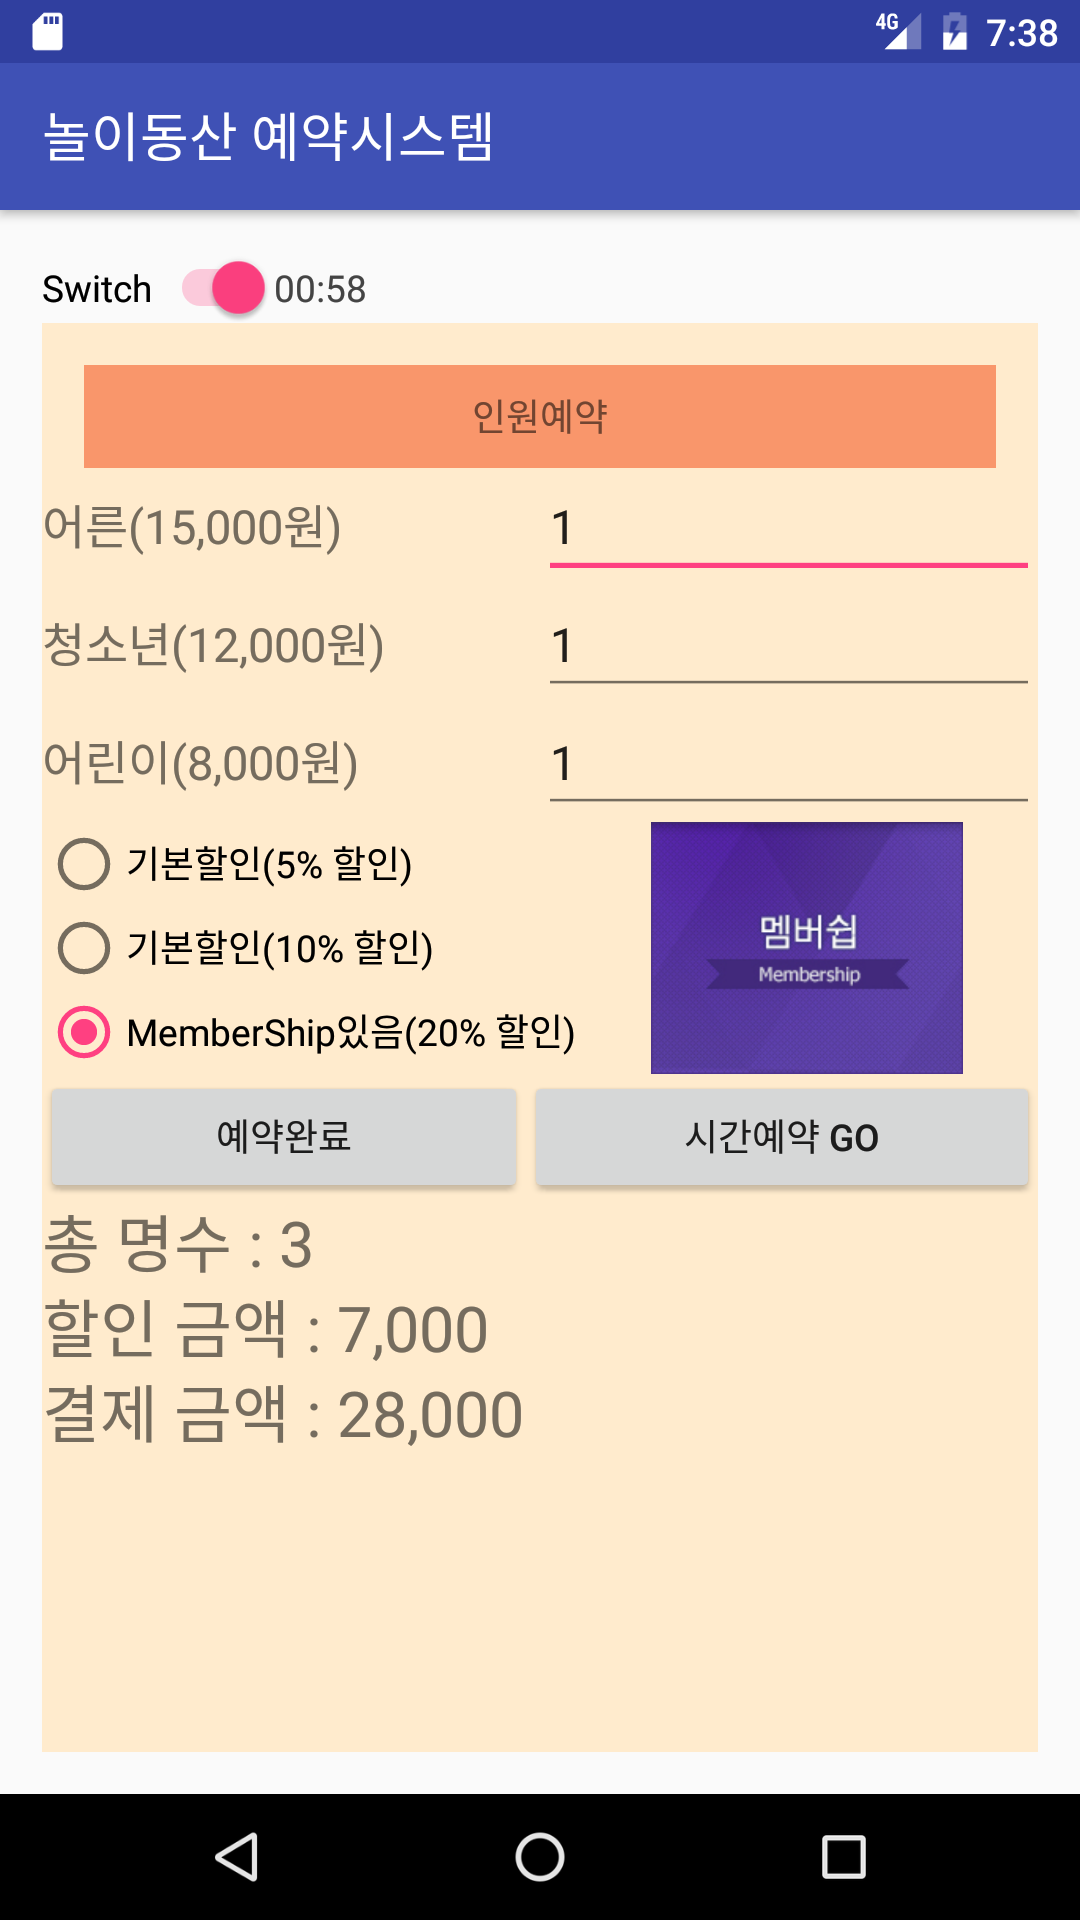 4G 7:38
놀이동산 예약시스템
Switch 00:58
인원예약
어른(15,000원) 1
청소년(12,000원) 1
어린이(8,000원) 1
기본할인(5% 할인)
기본할인(10% 할인)
MemberShip있음(20% 할인)
멤버쉽
Membership
예약완료 시간예약 GO
총 명수 : 3
할인 금액 : 7,000
결제 금액 : 28,000